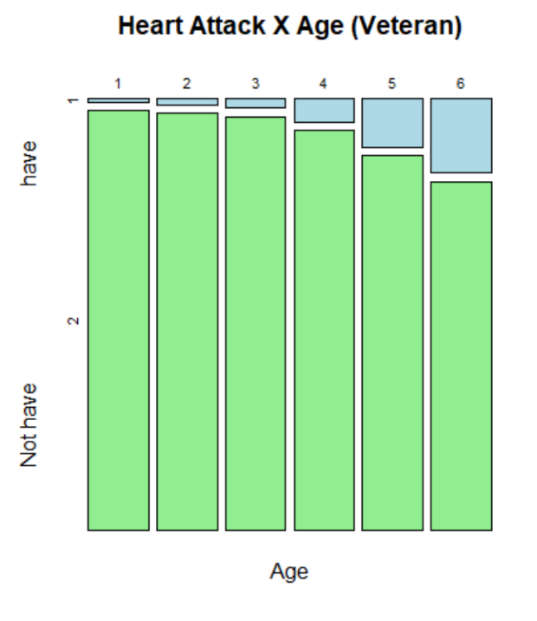 Heart Attack X Age (Veteran)
1 2 3 4 5 6
1
have
2
Not have
Age